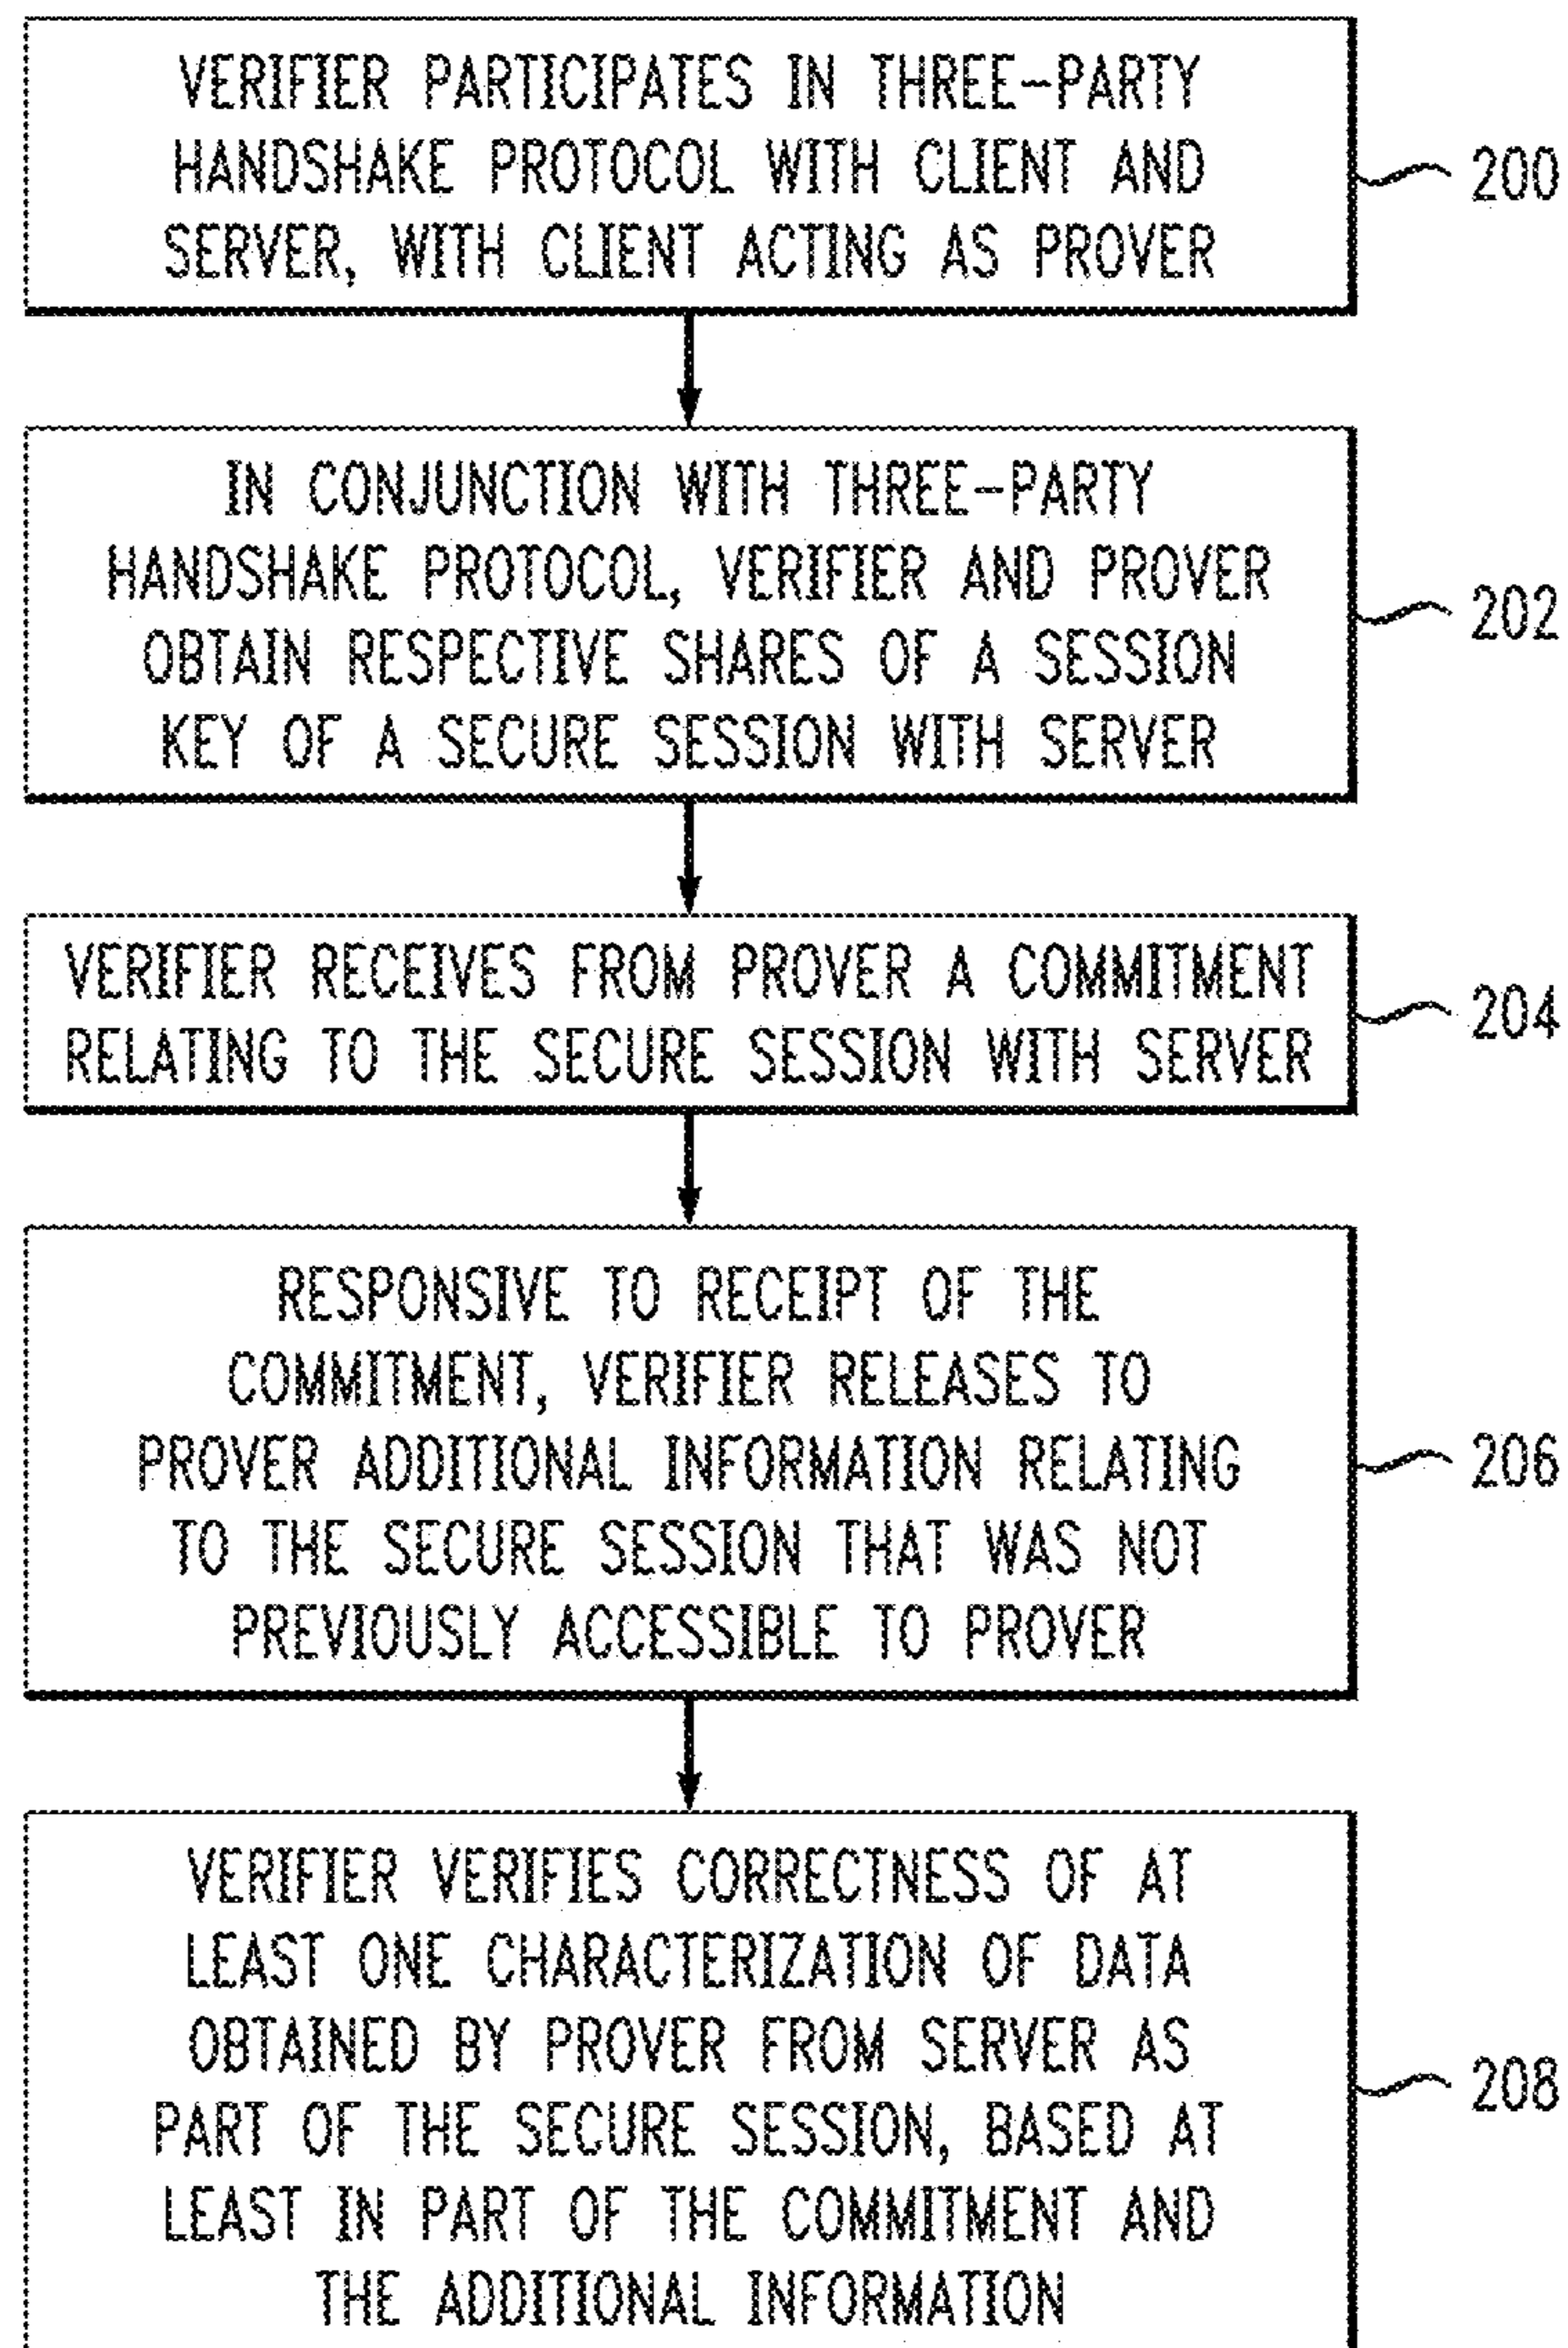 VERIFIER PARTICIPATES IN THREE-PARTY
HANDSHAKE PROTOCOL WITH CLIENT AND
SERVER, WITH CLIENT ACTING AS PROVER
200
IN CONJUNCTION WITH THREE-PARTY
HANDSHAKE PROTOCOL, VERIFIER AND PROVER
OBTAIN RESPECTIVE SHARES OF A SESSION
KEY OF A SECURE SESSION WITH SERVER
202
VERIFIER RECEIVES FROM PROVER A COMMITMENT
RELATING TO THE SECURE SESSION WITH SERVER
204
RESPONSIVE TO RECEIPT OF THE
COMMITMENT, VERIFIER RELEASES TO
PROVER ADDITIONAL INFORMATION RELATING
TO THE SECURE SESSION THAT WAS NOT
PREVIOUSLY ACCESSIBLE TO PROVER
206
VERIFIER VERIFIES CORRECTNESS OF AT
LEAST ONE CHARACTERIZATION OF DATA
OBTAINED BY PROVER FROM SERVER AS
PART OF THE SECURE SESSION, BASED AT
LEAST IN PART OF THE COMMITMENT AND
THE ADDITIONAL INFORMATION
208